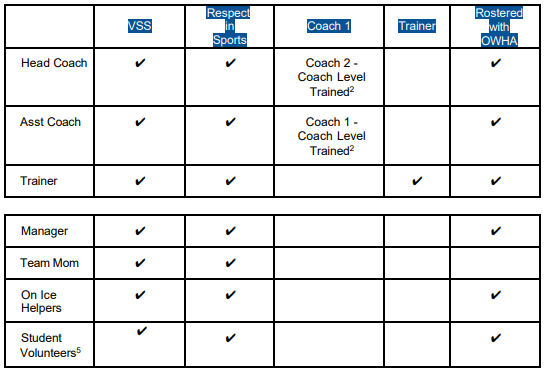 VSS Respect in Sports Coach 1 Trainer Rostered with OWHA
Head Coach ✔ ✔ Coach 2 - Coach Level Trained2 ✔
Asst Coach ✔ ✔ Coach 1 - Coach Level Trained2 ✔
Trainer ✔ ✔ ✔ ✔
Manager ✔ ✔ ✔
Team Mom ✔ ✔
On Ice Helpers ✔ ✔ ✔
Student Volunteers5 ✔ ✔ ✔